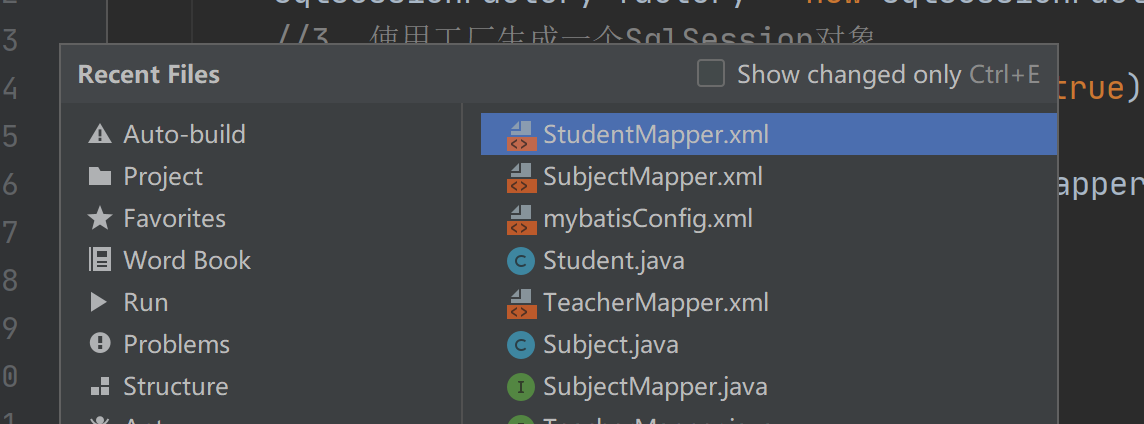 3
//3 使用工厂生成一个SqlSession对象
Recent Files
Show changed only Ctrl+E
4
true)
Auto-build
StudentMapper.xml
5
Project
SubjectMapper.xml
6
apper
Favorites
mybatisConfig.xml
7
Word Book
Student.java
8
Run
TeacherMapper.xml
9
Problems
Subject.java
0
Structure
SubjectMapper.java